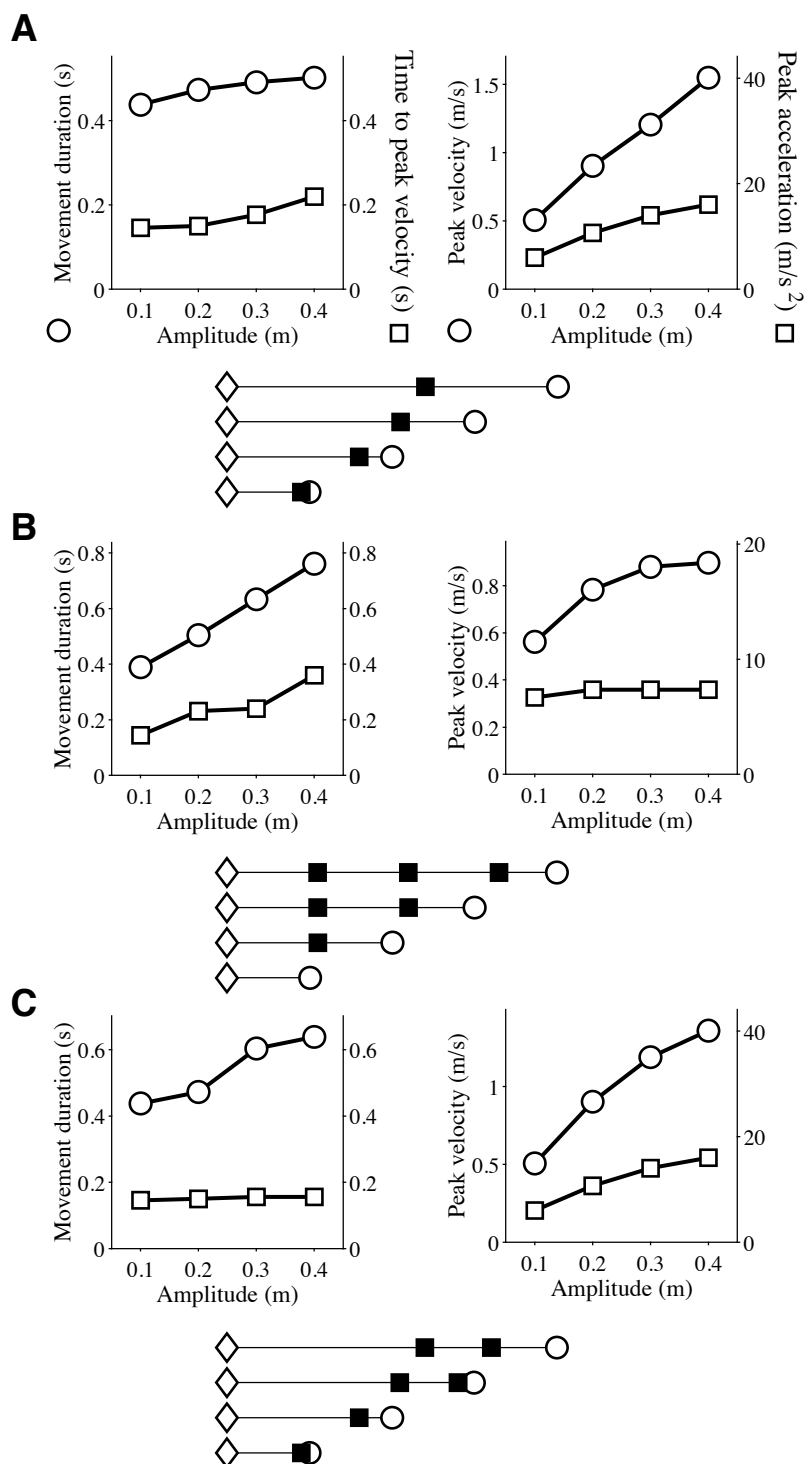 A
Movement duration (s)
0.4
0.2
0
0.4
0.2
0
Time to peak velocity (s)
0.1 0.2 0.3 0.4
Amplitude (m)
Peak velocity (m/s)
1.5
1
0.5
0
40
20
0
Peak acceleration (m/s2)
0.1 0.2 0.3 0.4
Amplitude (m)
B
Movement duration (s)
0.8
0.6
0.4
0.2
0
0.8
0.6
0.4
0.2
0
0.1 0.2 0.3 0.4
Amplitude (m)
Peak velocity (m/s)
0.8
0.6
0.4
0.2
0
20
10
0
0.1 0.2 0.3 0.4
Amplitude (m)
C
Movement duration (s)
0.6
0.4
0.2
0
0.6
0.4
0.2
0
0.1 0.2 0.3 0.4
Amplitude (m)
Peak velocity (m/s)
1
0.5
0
40
20
0
0.1 0.2 0.3 0.4
Amplitude (m)